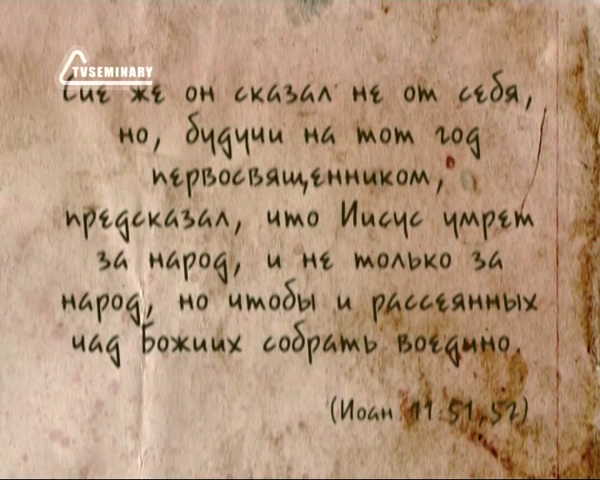 TVSEMINARY
Сие же он сказал не от себя,
но, будучи на тот год
первосвященником,
предсказал, что Иисус умрет
за народ, и не только за
народ, но чтобы и рассеянных
чад Божиих собрать воедино.
(Иоан. 11:51,52)